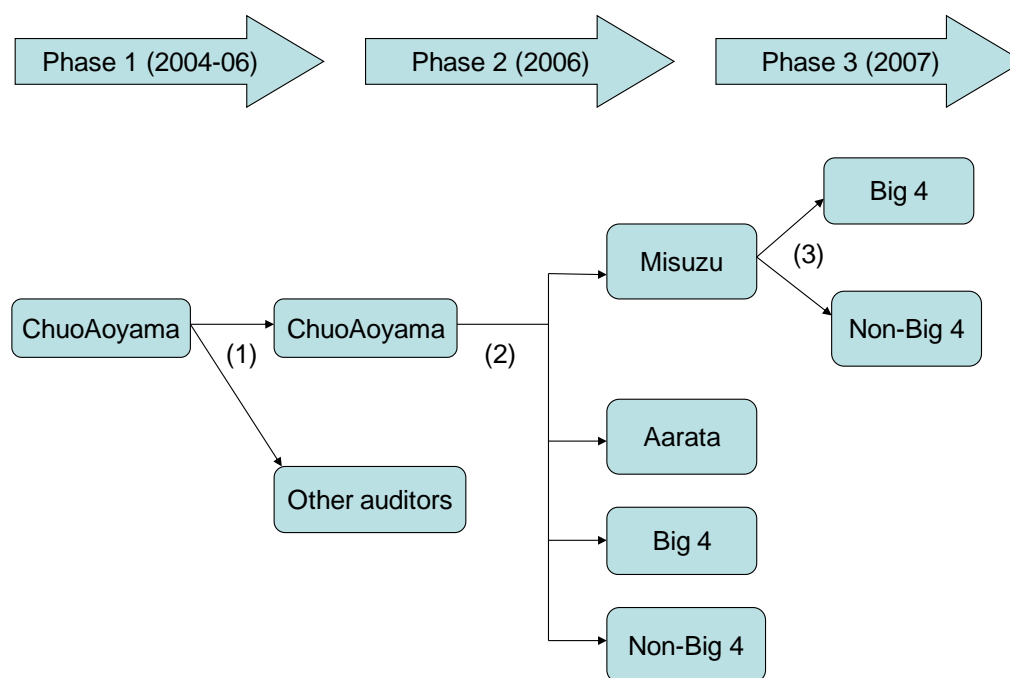 Phase 1 (2004-06)
Phase 2 (2006)
Phase 3 (2007)
Big 4
Misuzu
(3)
ChuoAoyama
ChuoAoyama
Non-Big 4
(1)
(2)
Aarata
Other auditors
Big 4
Non-Big 4